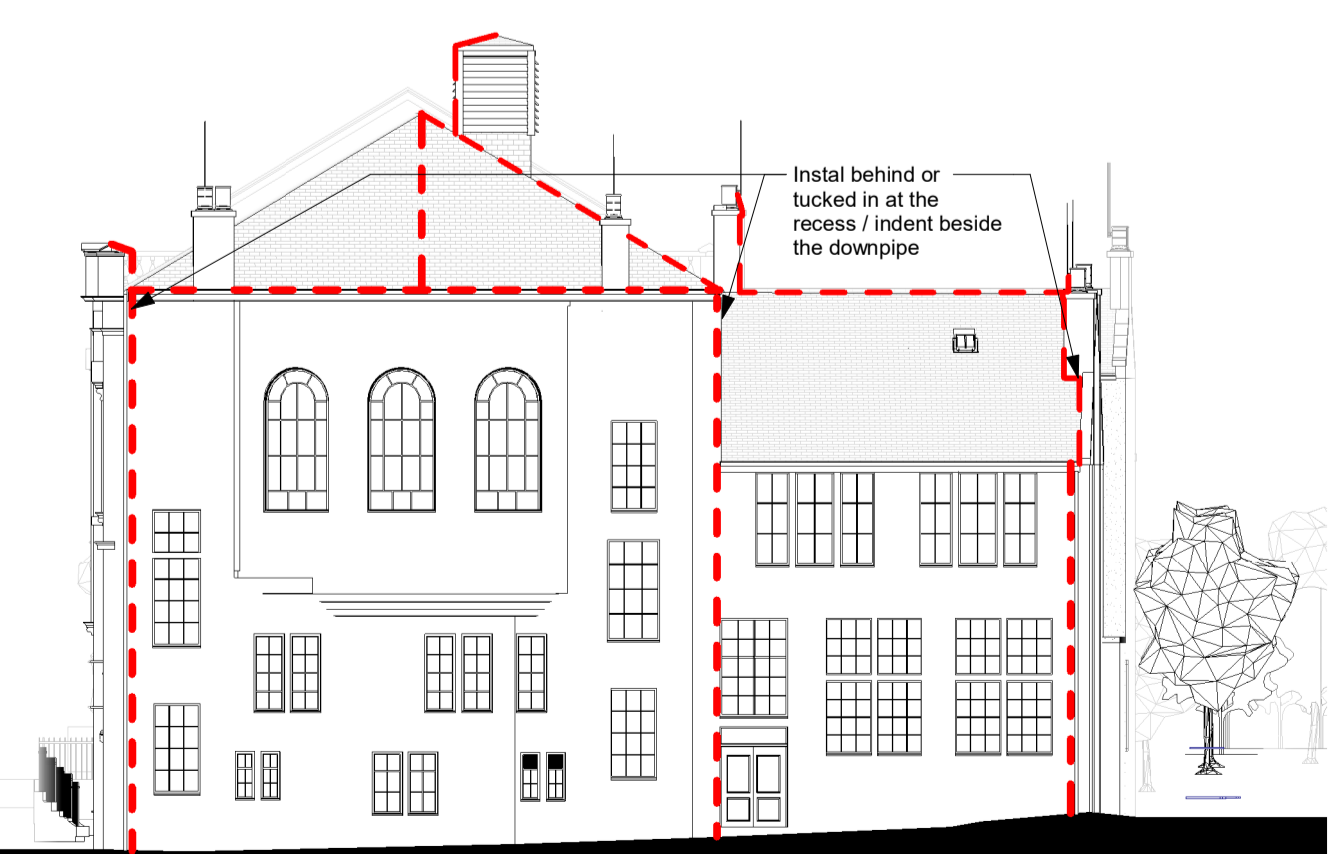 Instal behind or
tucked in at the
recess / indent beside
the downpipe